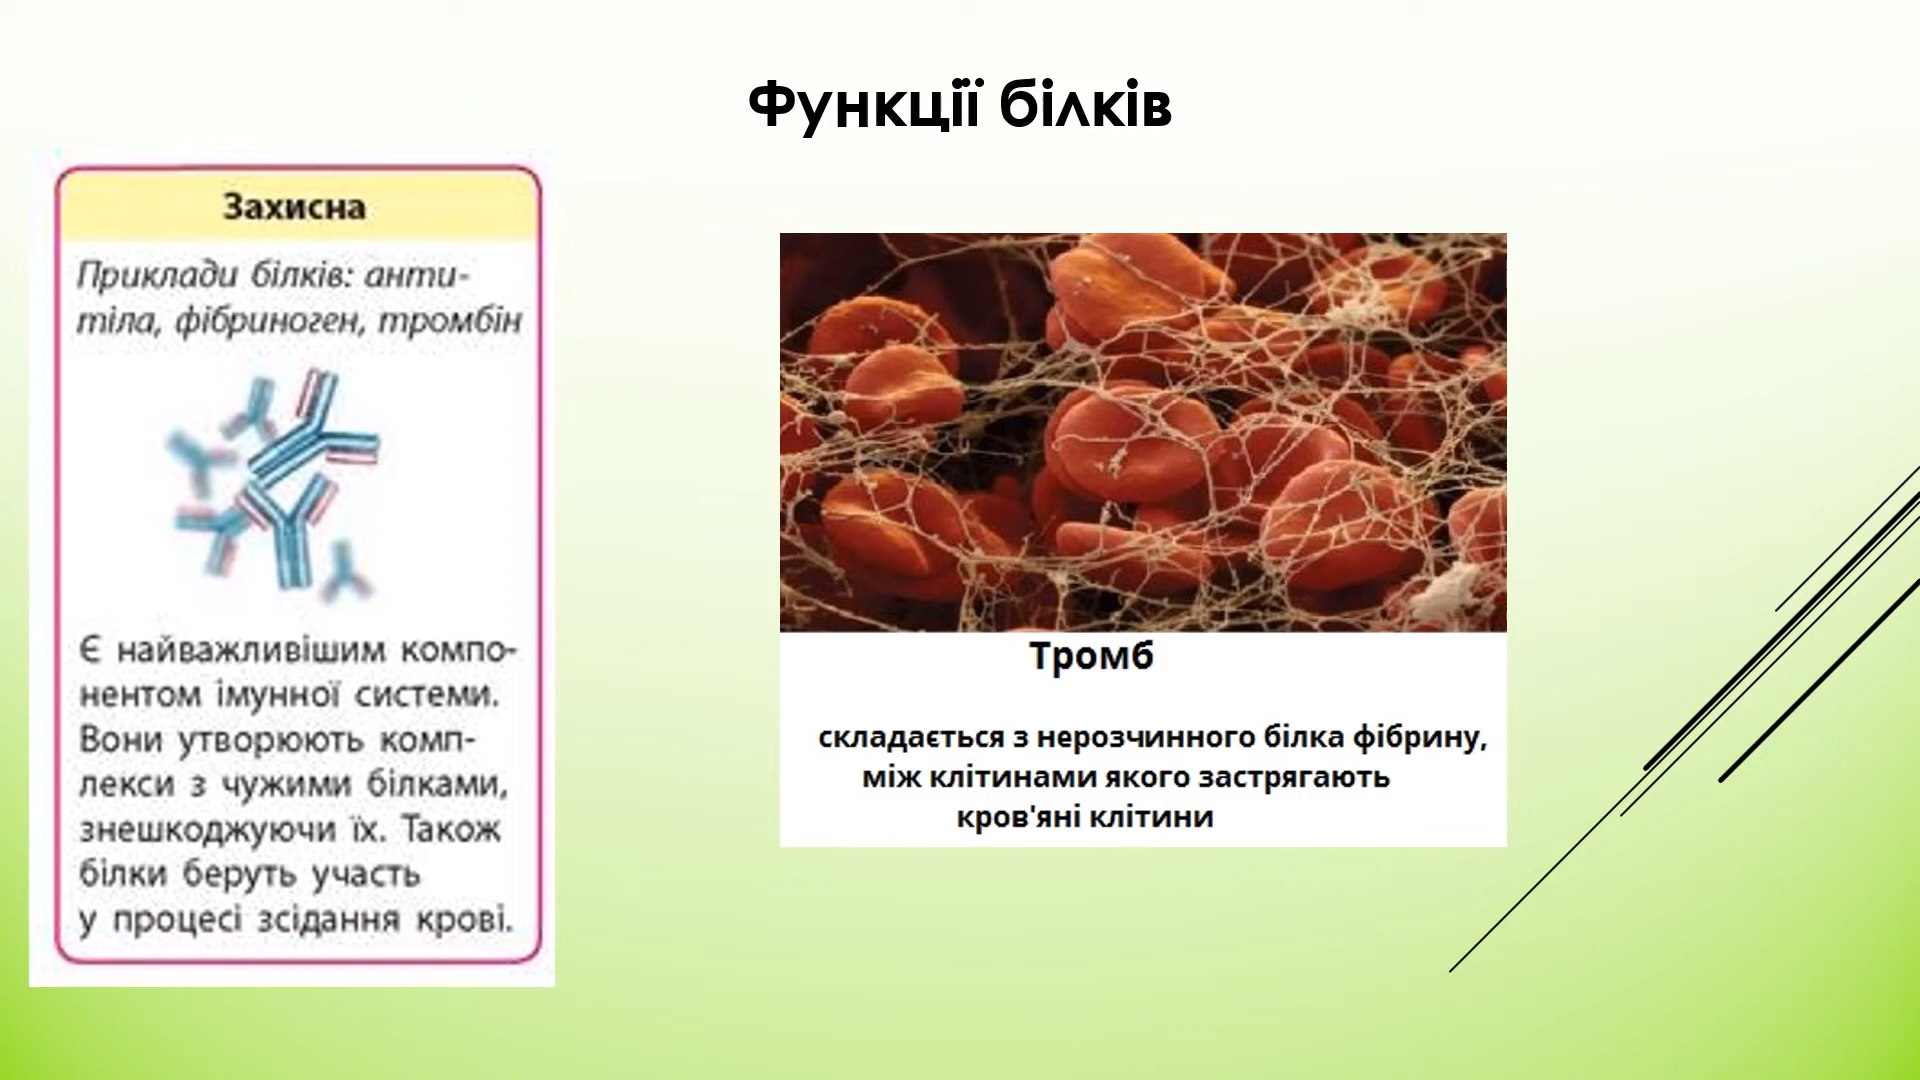 Функції білків
Захисна
Приклади білків: анти-
тіла, фібриноген, тромбін
Є найважливішим компо-
нентом імунної системи.
Вони утворюють комп-
лекси з чужими білками,
знешкоджуючи їх. Також
білки беруть участь
у процесі зсідання крові.
Тромб
складається з нерозчинного білка фібрину,
між клітинами якого застрягають
кров'яні клітини